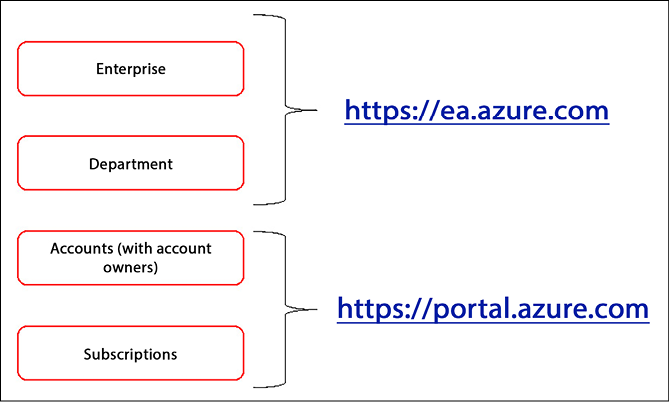 Enterprise
https://ea.azure.com
Department
Accounts (with account
owners)
https://portal.azure.com
Subscriptions